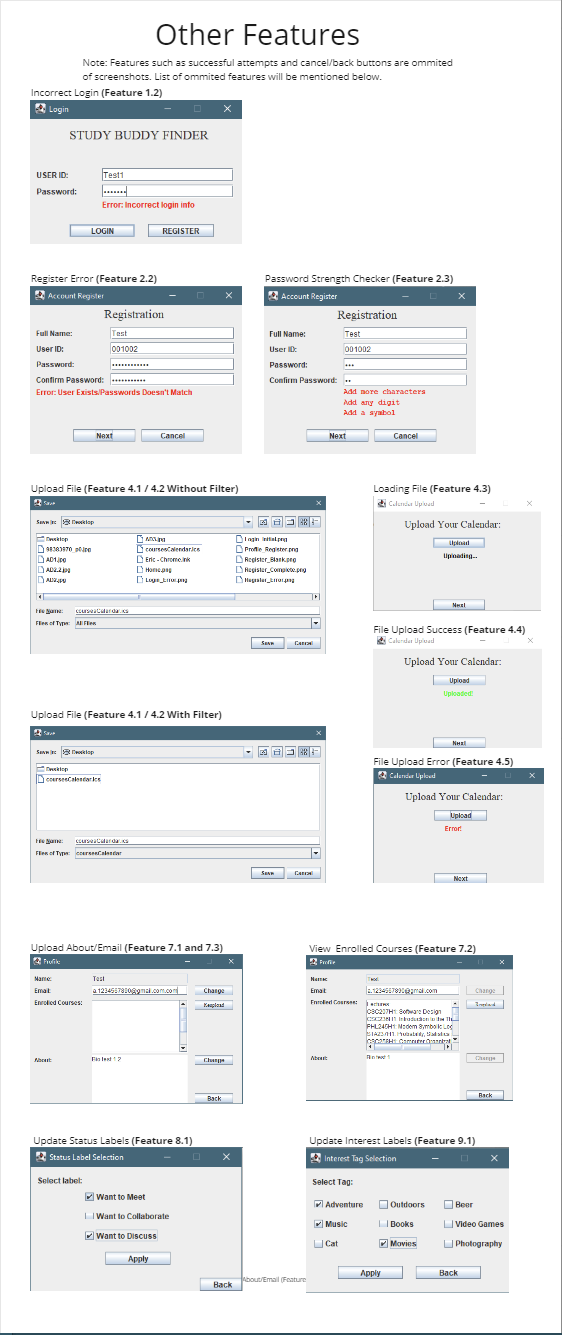 Other Features
Note: Features such as successful attempts and cancel/back buttons are ommited
of screenshots. List of ommited features will be mentioned below.
Incorrect Login (Feature 1.2)
Login
STUDY BUDDY FINDER
USER ID: Test1
Password: •••••••
Error: Incorrect login info
LOGIN REGISTER
Register Error (Feature 2.2)
Account Register
Registration
Full Name: Test
User ID: 001002
Password: ••••••••••••
Confirm Password: •••••••••••
Error: User Exists/Passwords Doesn't Match
Next Cancel
Password Strength Checker (Feature 2.3)
Account Register
Registration
Full Name: Test
User ID: 001002
Password: •••
Confirm Password: ••
Add more characters
Add any digit
Add a symbol
Next Cancel
Upload File (Feature 4.1 / 4.2 Without Filter)
Save
Save In: Desktop
Desktop AD3.jpg Login_Initial.png
98383970_p0.jpg coursesCalendar.ics Profile_Register.png
AD1.jpg Eric - Chrome.lnk Register_Blank.png
AD2.2.jpg Home.png Register_Complete.png
AD2.jpg Login_Error.png Register_Error.png
File Name: coursesCalendar.ics
Files of Type: All Files
Save Cancel
Loading File (Feature 4.3)
Calendar Upload
Upload Your Calendar:
Upload
Uploading...
Next
File Upload Success (Feature 4.4)
Calendar Upload
Upload Your Calendar:
Upload
Uploaded!
Next
Upload File (Feature 4.1 / 4.2 With Filter)
Save
Save In: Desktop
Desktop
coursesCalendar.ics
File Name: coursesCalendar.ics
Files of Type: coursesCalendar
Save Cancel
File Upload Error (Feature 4.5)
Calendar Upload
Upload Your Calendar:
Upload
Error!
Next
Upload About/Email (Feature 7.1 and 7.3)
Profile
Name: Test
Email: a.1234567890@gmail.com.com Change
Enrolled Courses: Reupload
About: Bio test 1.2 Change
Back
View Enrolled Courses (Feature 7.2)
Profile
Name: Test
Email: a.1234567890@gmail.com Change
Enrolled Courses: Lectures: Reupload
CSC207H1: Software Design
CSC236H1: Introduction to the Th
PHL245H1: Modern Symbolic Log
STA237H1: Probability, Statistics
CSC258H1: Computer Organizat
About: Bio test 1 Change
Back
Update Status Labels (Feature 8.1)
Status Label Selection
Select label:
Want to Meet
Want to Collaborate
Want to Discuss
Apply
Back
About/Email (Feature
Update Interest Labels (Feature 9.1)
Interest Tag Selection
Select Tag:
Adventure Outdoors Beer
Music Books Video Games
Cat Movies Photography
Apply Back